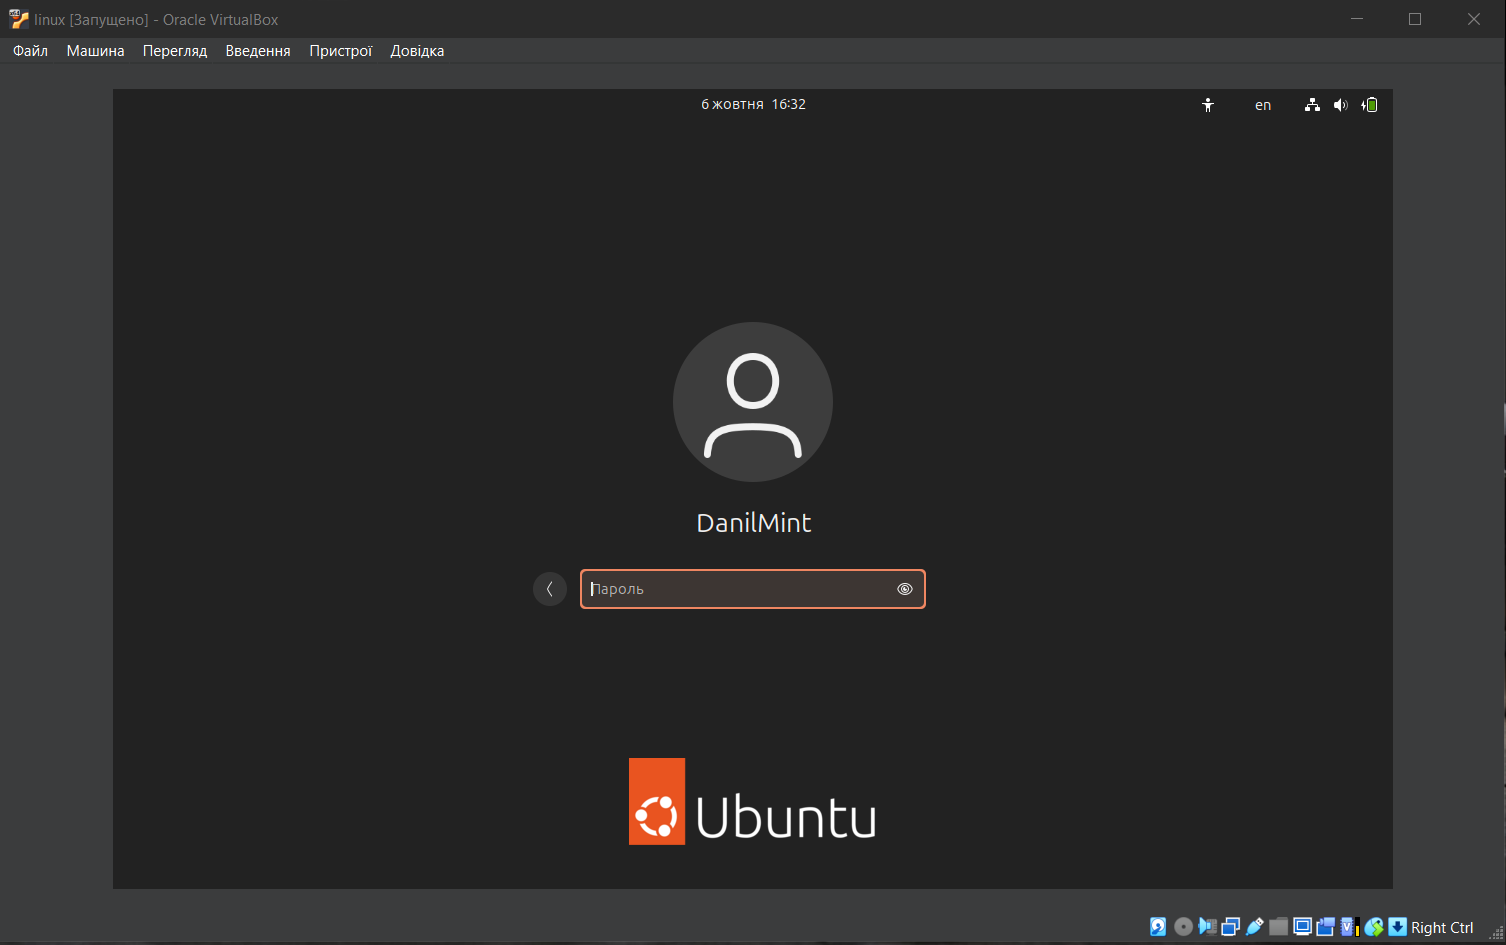 linux [Запущено] - Oracle VirtualBox
Файл Машина Перегляд Введення Пристрої Довідка
6 жовтня 16:32
en
DanilMint
Пароль
Ubuntu
Right Ctrl